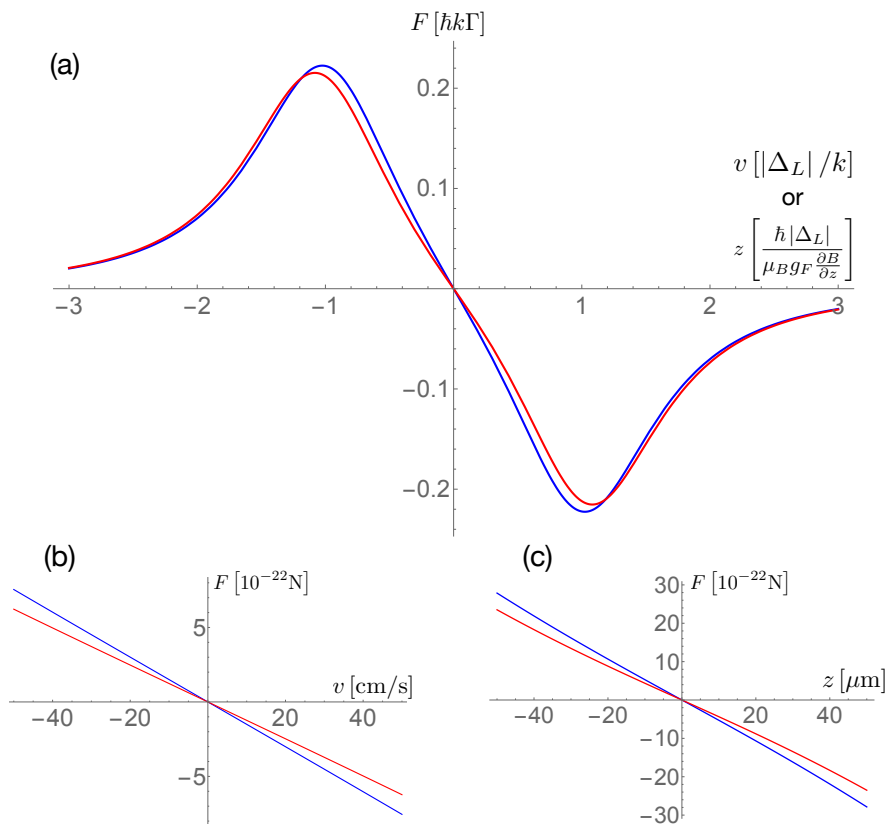 F [ħkΓ]
(a)
0.2
v [|Δ_L| /k]
0.1
or
z [ħ |Δ_L| / μ_B g_F ∂B/∂z]
−3 −2 −1 1 2 3
−0.1
−0.2
(b) (c)
F [10⁻²²N] F [10⁻²²N]
30
5 20
10
v [cm/s] z [μm]
−40 −20 20 40 −40 −20 20 40
−10
−5 −20
−30